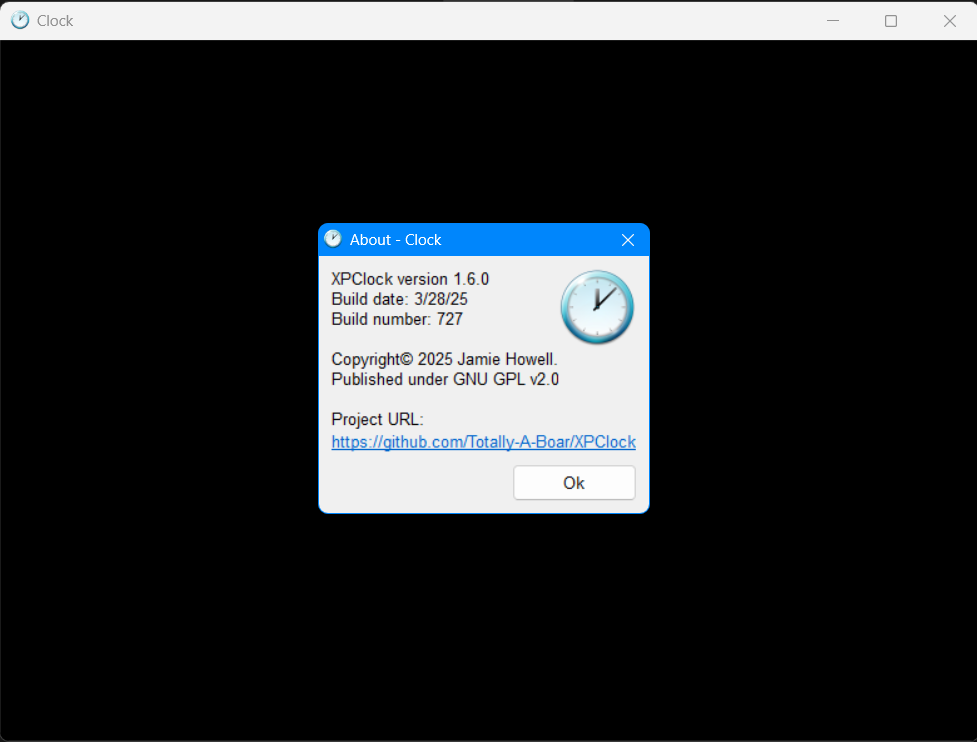 Clock
About - Clock
XPClock version 1.6.0
Build date: 3/28/25
Build number: 727
Copyright© 2025 Jamie Howell.
Published under GNU GPL v2.0
Project URL:
https://github.com/Totally-A-Boar/XPClock
Ok